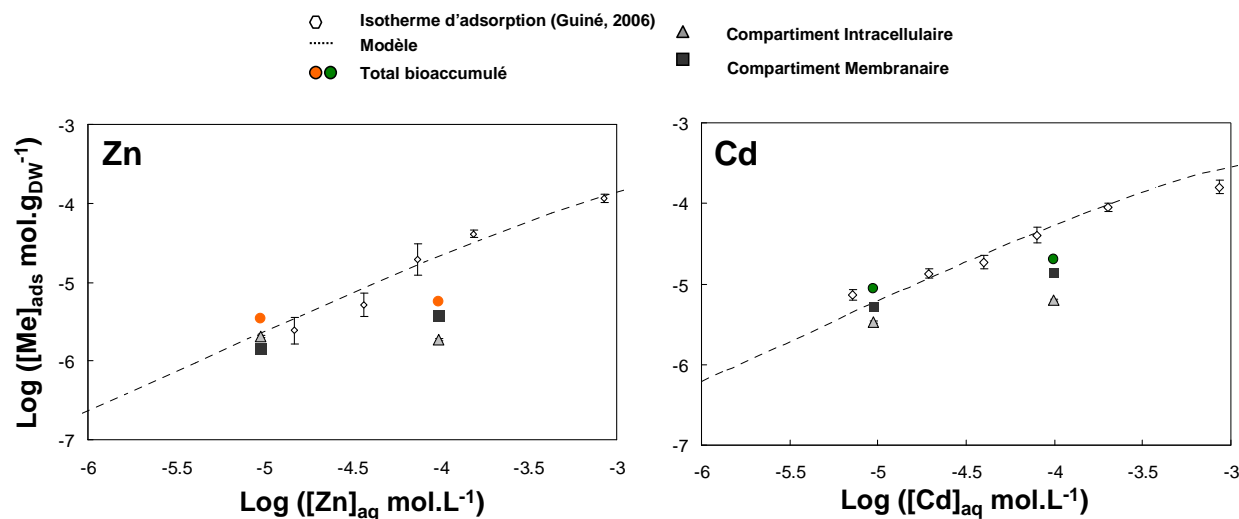 Isotherme d'adsorption (Guiné, 2006)
Modèle
Total bioaccumulé
Compartiment Intracellulaire
Compartiment Membranaire
Log ([Me]ads mol.gDW-1)
Zn
-3
-4
-5
-6
-7
-6 -5.5 -5 -4.5 -4 -3.5 -3
Log ([Zn]aq mol.L-1)
Cd
-3
-4
-5
-6
-7
-6 -5.5 -5 -4.5 -4 -3.5 -3
Log ([Cd]aq mol.L-1)